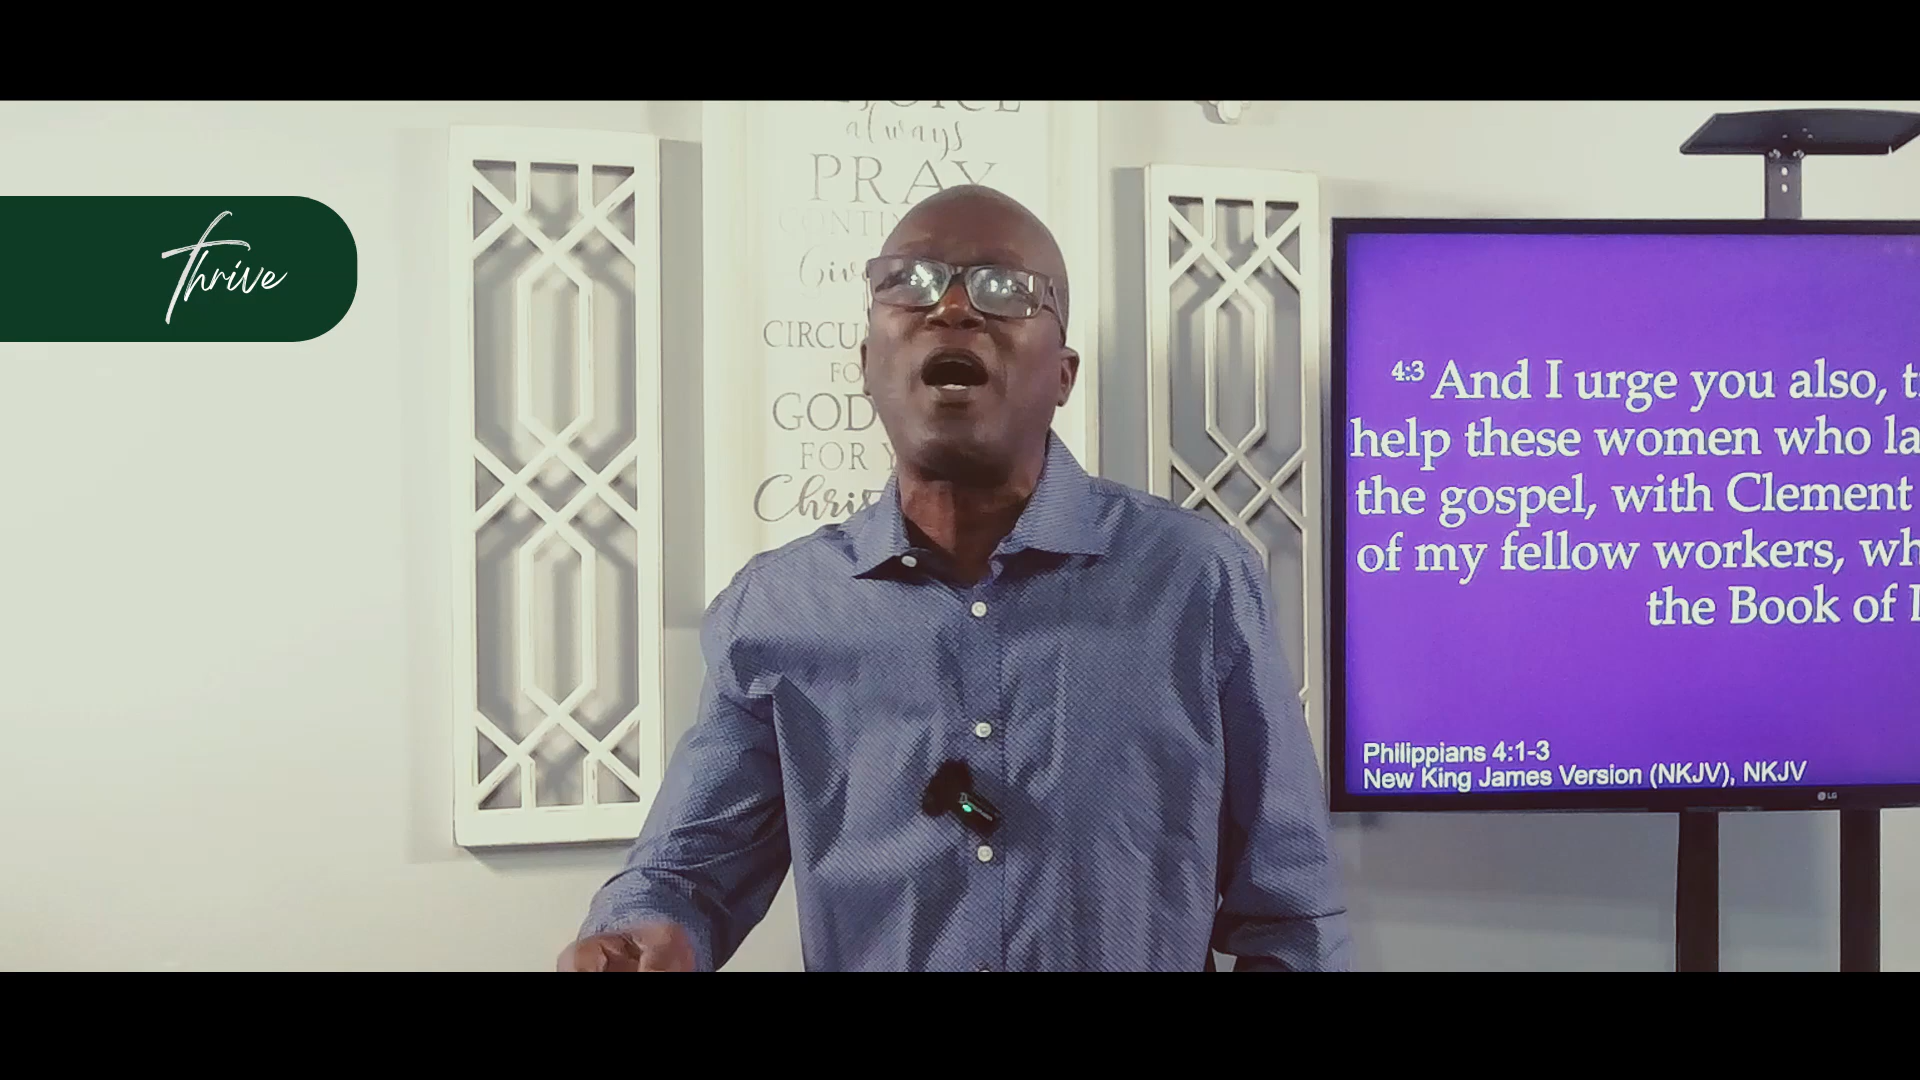 Thrive
always
PRAY
CIRCU
FO
GOD
FOR Y
Chris
4:3 And I urge you also, t
help these women who la
the gospel, with Clement
of my fellow workers, wh
the Book of
Philippians 4:1-3
New King James Version (NKJV), NKJV
LG